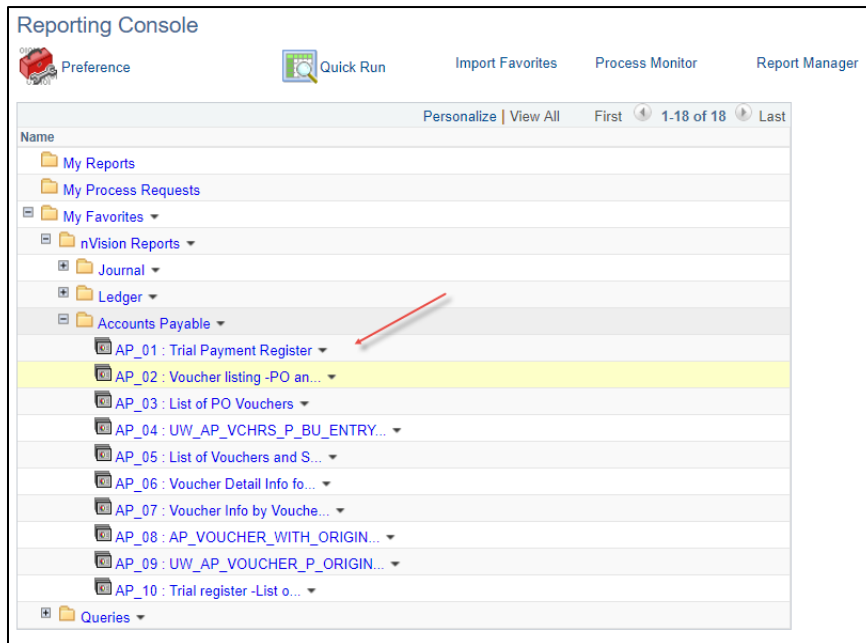 Reporting Console
Preference Quick Run Import Favorites Process Monitor Report Manager
Personalize | View All First 1-18 of 18 Last
Name
My Reports
My Process Requests
My Favorites
nVision Reports
Journal
Ledger
Accounts Payable
AP_01 : Trial Payment Register
AP_02 : Voucher listing -PO an...
AP_03 : List of PO Vouchers
AP_04 : UW_AP_VCHRS_P_BU_ENTRY...
AP_05 : List of Vouchers and S...
AP_06 : Voucher Detail Info fo...
AP_07 : Voucher Info by Vouche...
AP_08 : AP_VOUCHER_WITH_ORIGIN...
AP_09 : UW_AP_VOUCHER_P_ORIGIN...
AP_10 : Trial register -List o...
Queries